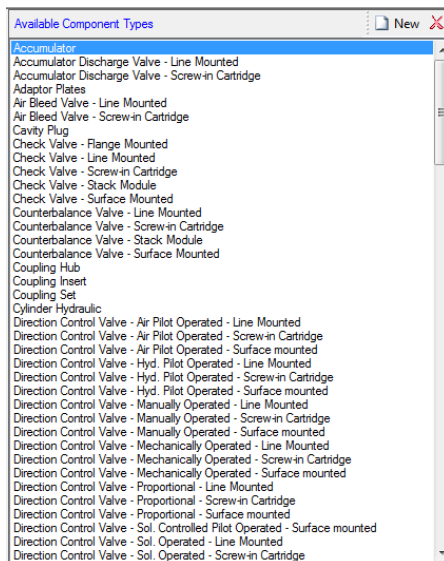 Available Component Types
New
Accumulator
Accumulator Discharge Valve - Line Mounted
Accumulator Discharge Valve - Screw-in Cartridge
Adaptor Plates
Air Bleed Valve - Line Mounted
Air Bleed Valve - Screw-in Cartridge
Cavity Plug
Check Valve - Flange Mounted
Check Valve - Line Mounted
Check Valve - Screw-in Cartridge
Check Valve - Stack Module
Check Valve - Surface Mounted
Counterbalance Valve - Line Mounted
Counterbalance Valve - Screw-in Cartridge
Counterbalance Valve - Stack Module
Counterbalance Valve - Surface Mounted
Coupling Hub
Coupling Insert
Coupling Set
Cylinder Hydraulic
Direction Control Valve - Air Pilot Operated - Line Mounted
Direction Control Valve - Air Pilot Operated - Screw-in Cartridge
Direction Control Valve - Air Pilot Operated - Surface mounted
Direction Control Valve - Hyd. Pilot Operated - Line Mounted
Direction Control Valve - Hyd. Pilot Operated - Screw-in Cartridge
Direction Control Valve - Hyd. Pilot Operated - Surface mounted
Direction Control Valve - Manually Operated - Line Mounted
Direction Control Valve - Manually Operated - Screw-in Cartridge
Direction Control Valve - Manually Operated - Surface mounted
Direction Control Valve - Mechanically Operated - Line Mounted
Direction Control Valve - Mechanically Operated - Screw-in Cartridge
Direction Control Valve - Mechanically Operated - Surface mounted
Direction Control Valve - Proportional - Line Mounted
Direction Control Valve - Proportional - Screw-in Cartridge
Direction Control Valve - Proportional - Surface mounted
Direction Control Valve - Sol. Controlled Pilot Operated - Surface mounted
Direction Control Valve - Sol. Operated - Line Mounted
Direction Control Valve - Sol. Operated - Screw-in Cartridge